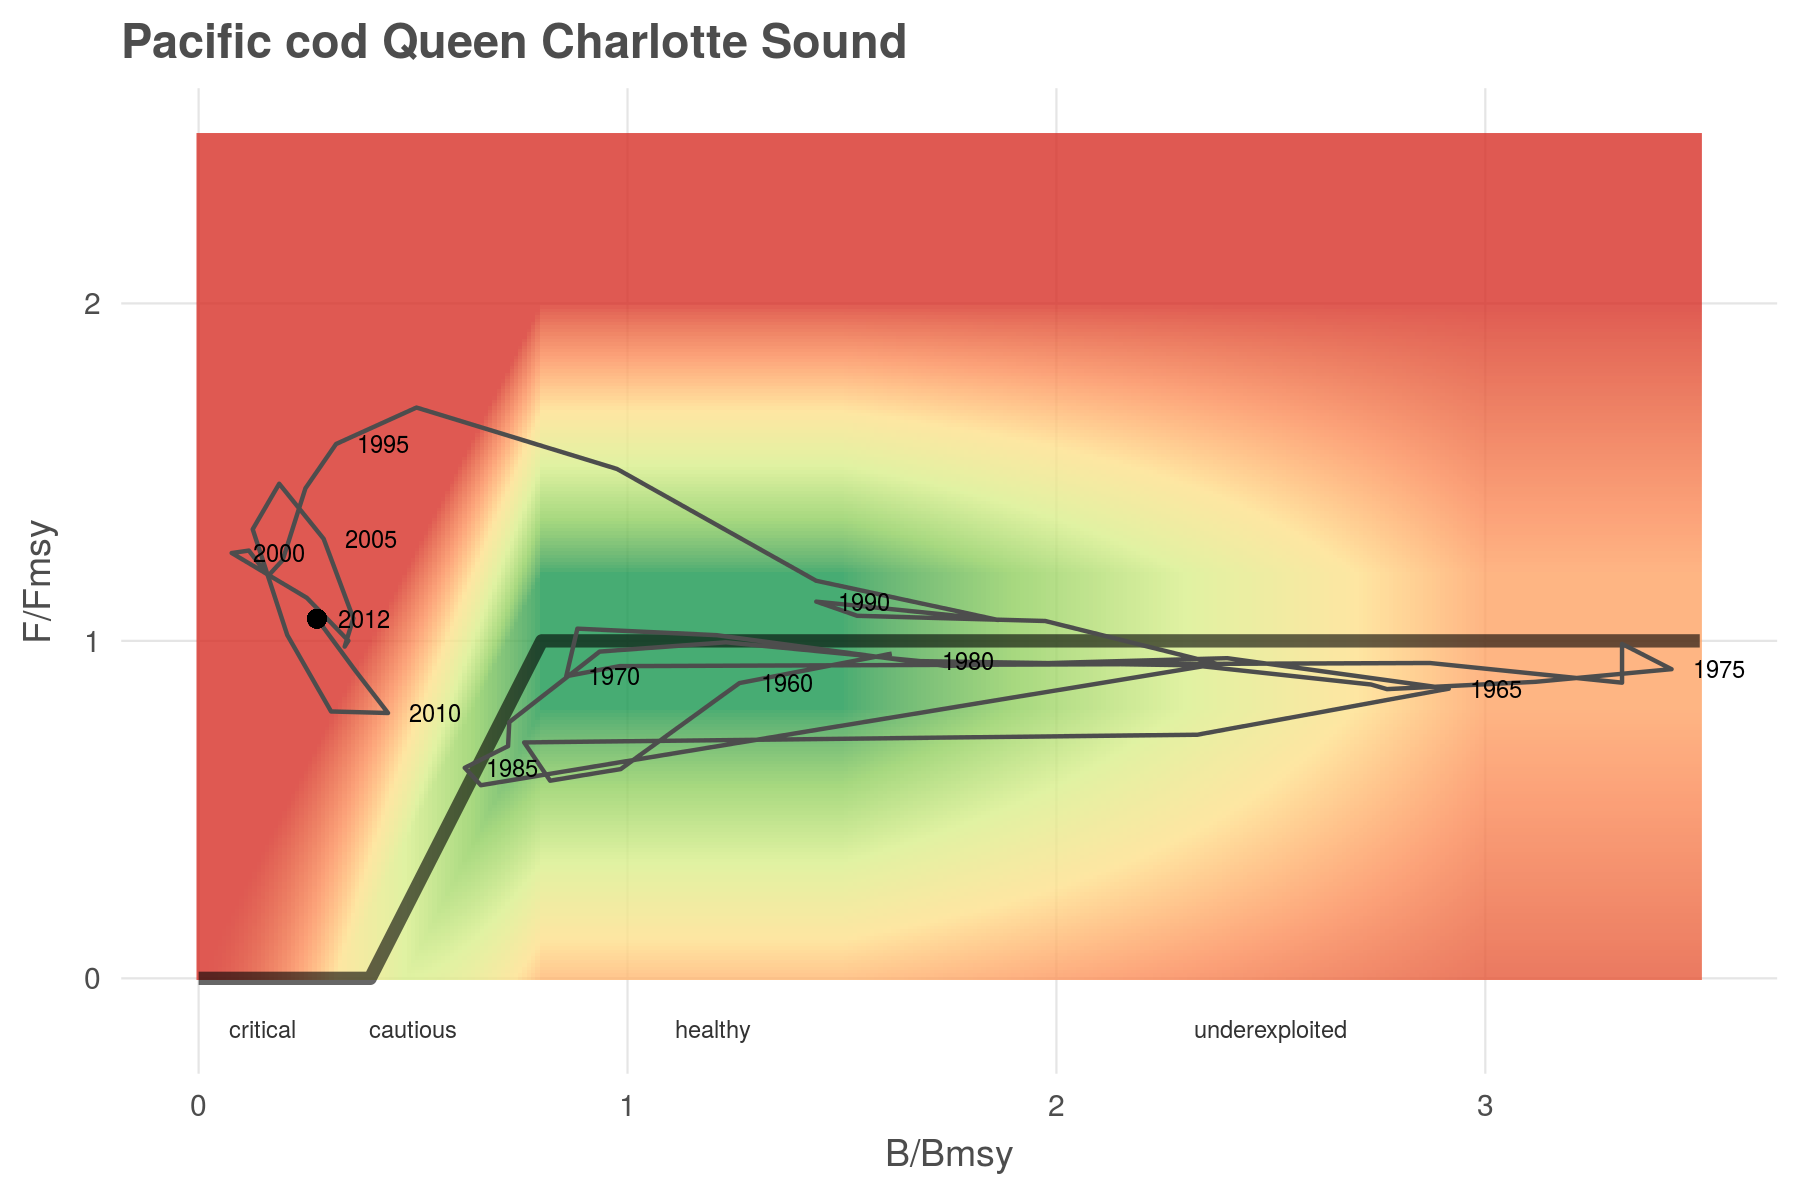 Pacific cod Queen Charlotte Sound
F/Fmsy
2
1
0
1995
2005
2000
1990
2012
1980
1975
1970
1960
1965
2010
1985
critical
cautious
healthy
underexploited
0
1
2
3
B/Bmsy